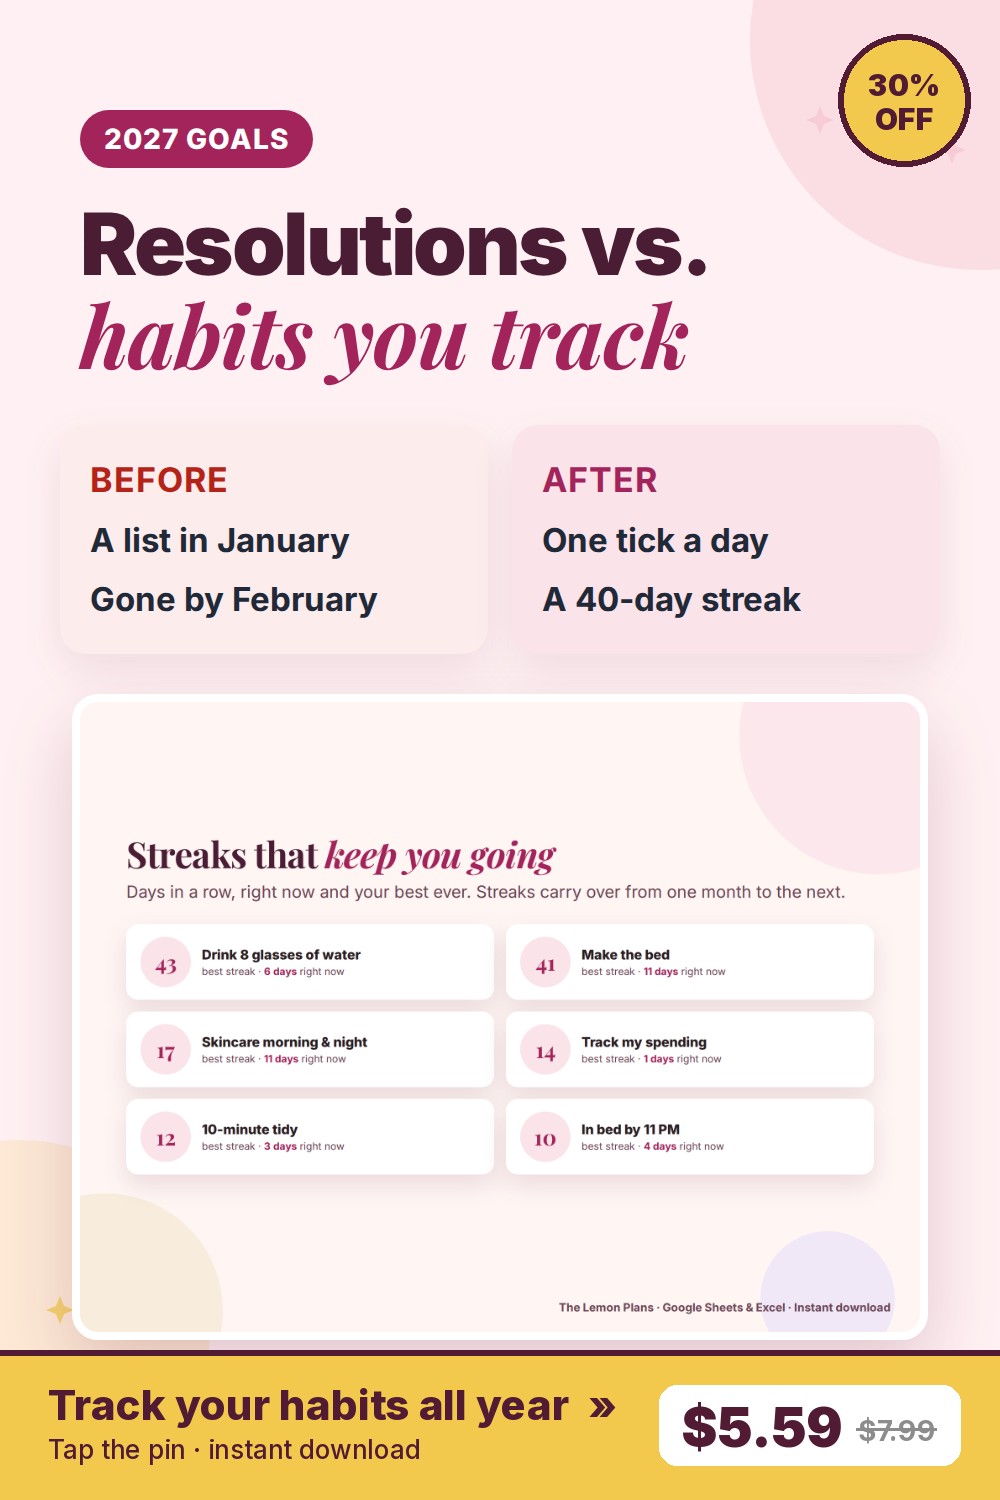 30%
OFF
2027 GOALS
Resolutions vs.
habits you track
BEFORE
A list in January
Gone by February
AFTER
One tick a day
A 40-day streak
Streaks that keep you going
Days in a row, right now and your best ever. Streaks carry over from one month to the next.
43
Drink 8 glasses of water
best streak · 6 days right now
41
Make the bed
best streak · 11 days right now
17
Skincare morning & night
best streak · 11 days right now
14
Track my spending
best streak · 1 days right now
12
10-minute tidy
best streak · 3 days right now
10
In bed by 11 PM
best streak · 4 days right now
The Lemon Plans · Google Sheets & Excel · Instant download
Track your habits all year »
Tap the pin · instant download
$5.59 $7.99